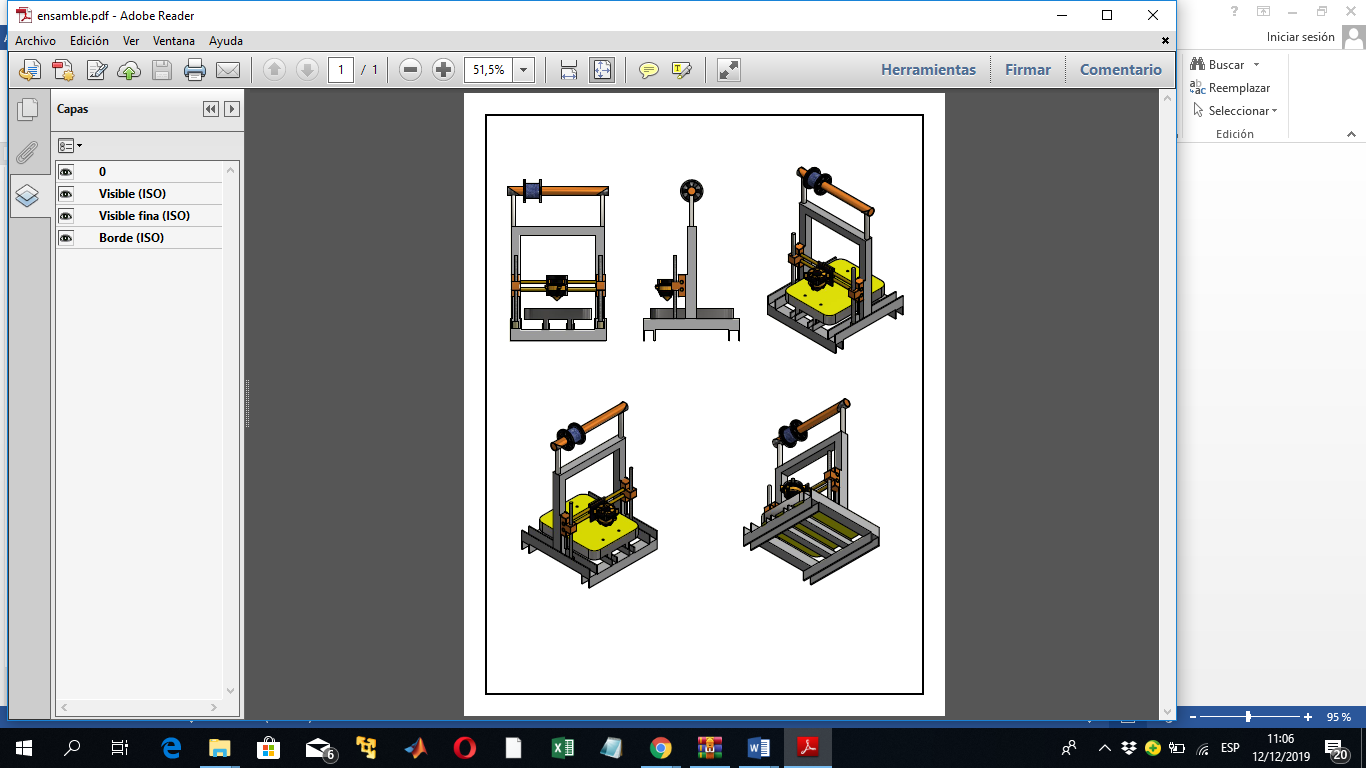 ensamble.pdf - Adobe Reader
Iniciar sesión
Archivo Edición Ver Ventana Ayuda
1 / 1 51,5% Herramientas Firmar Comentario
Buscar
Reemplazar
Seleccionar
Edición
Capas
0
Visible (ISO)
Visible fina (ISO)
Borde (ISO)
95 %
6
ESP
11:06
12/12/2019
20